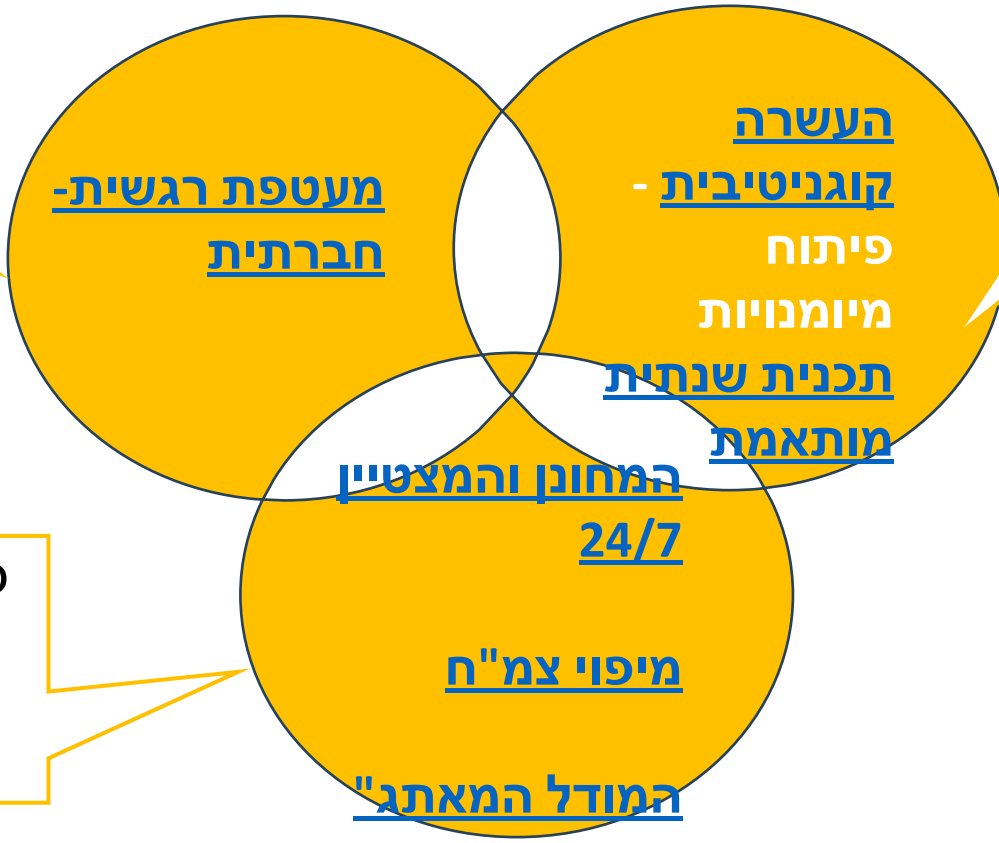 העשרה
קוגניטיבית -
פיתוח
מיומנויות
תכנית שנתית
מותאמת
מעטפת רגשית-
חברתית
המחונן והמצטיין
24/7
מיפוי צמ"ח
המודל המאתג"